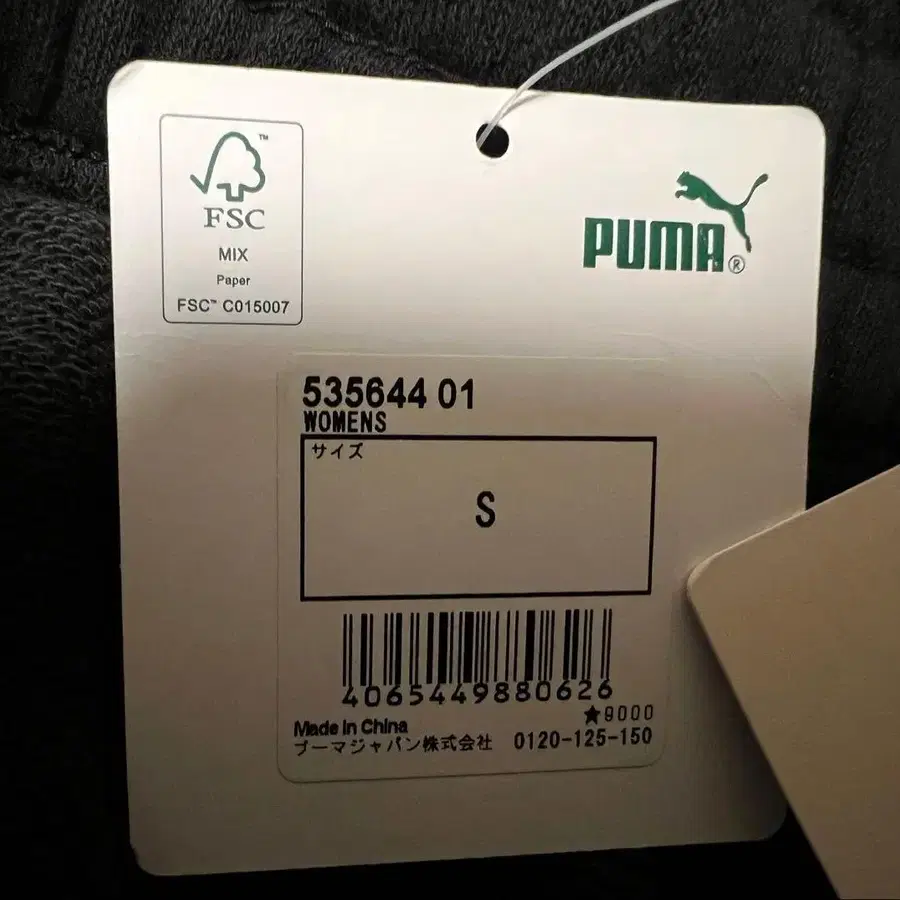 FSC™
MIX
Paper
FSC™ C015007
PUMA®
535644 01
WOMENS
サイズ
S
4065449880626
★9000
Made in China
プーマジャパン株式会社 0120-125-150